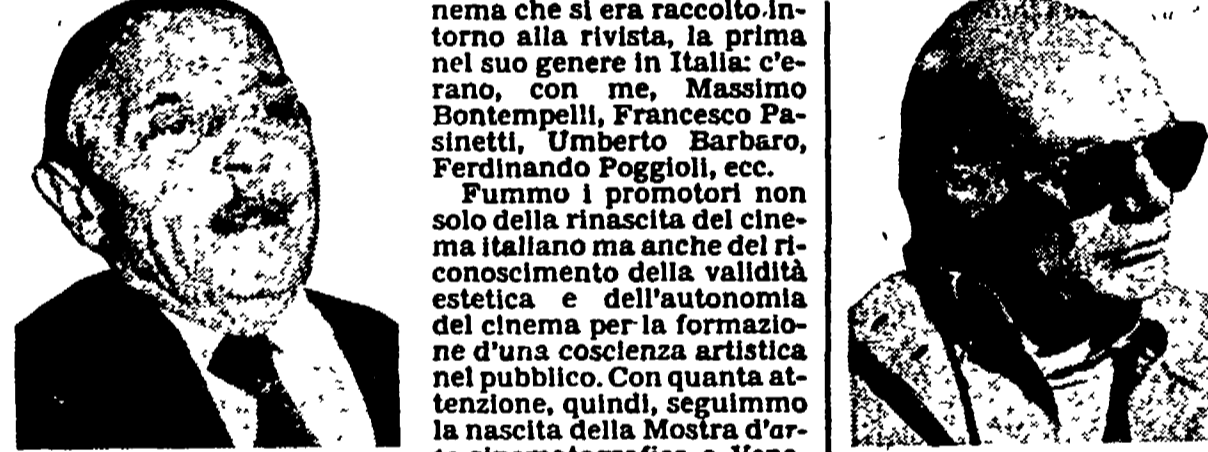 nema che si era raccolto in-
torno alla rivista, la prima
nel suo genere in Italia: c'e-
rano, con me, Massimo
Bontempelli, Francesco Pa-
sinetti, Umberto Barbaro,
Ferdinando Poggioli, ecc.
Fummo i promotori non
solo della rinascita del cine-
ma italiano ma anche del ri-
conoscimento della validità
estetica e dell'autonomia
del cinema per la formazio-
ne d'una coscienza artistica
nel pubblico. Con quanta at-
tenzione, quindi, seguimmo
la nascita della Mostra d'ar-
te cinematografica a Vene-